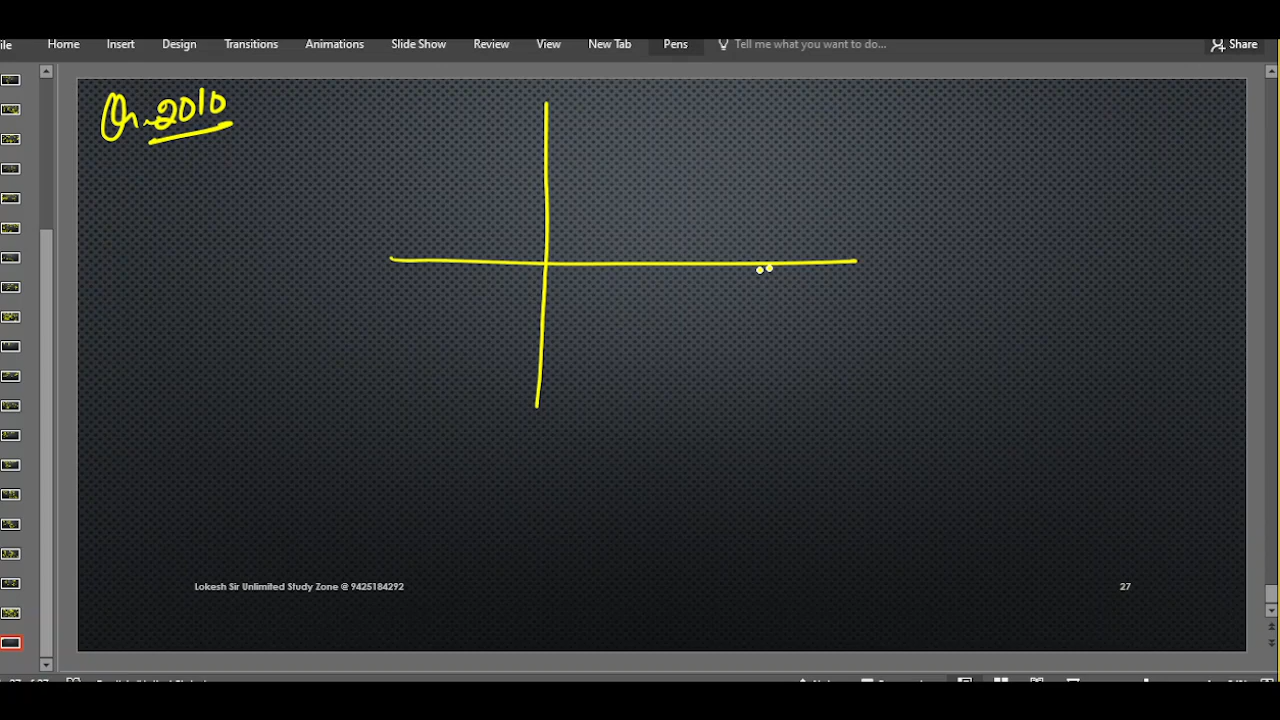 ile Home Insert Design Transitions Animations Slide Show Review View New Tab Pens Tell me what you want to do... Share
2010
Lokesh Sir Unlimited Study Zone @ 9425184292
27